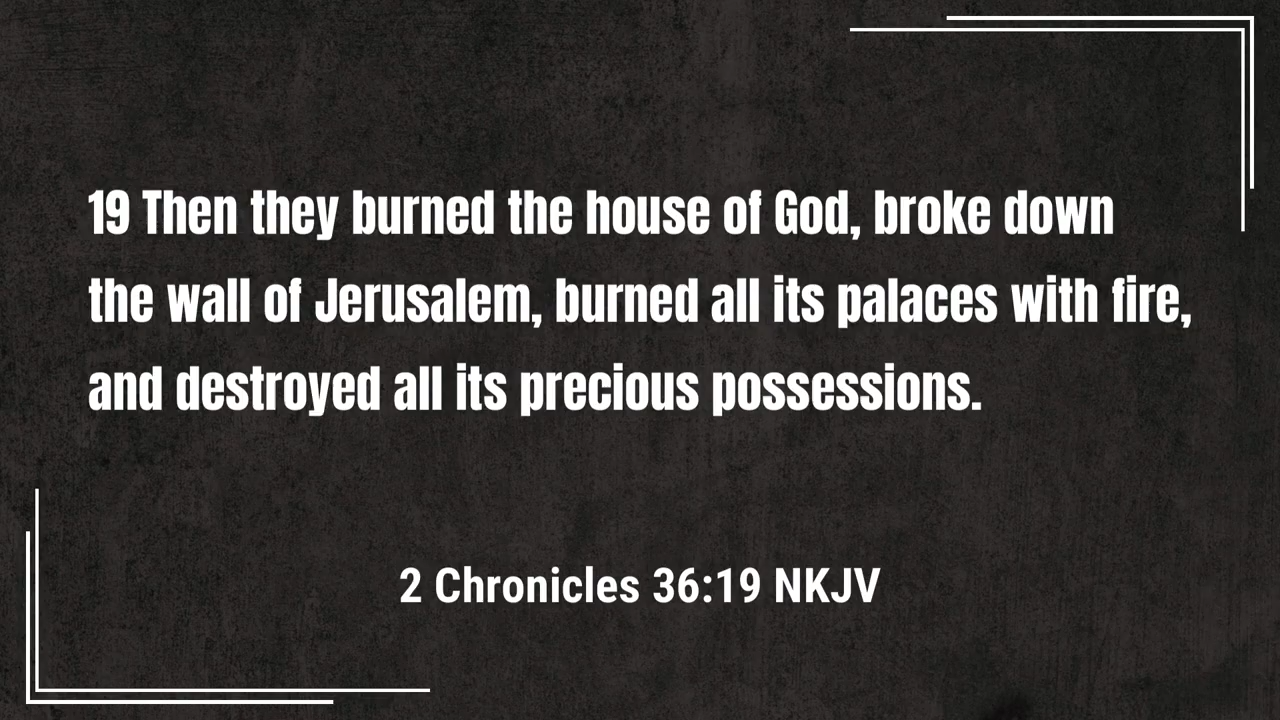 19 Then they burned the house of God, broke down
the wall of Jerusalem, burned all its palaces with fire,
and destroyed all its precious possessions.
2 Chronicles 36:19 NKJV